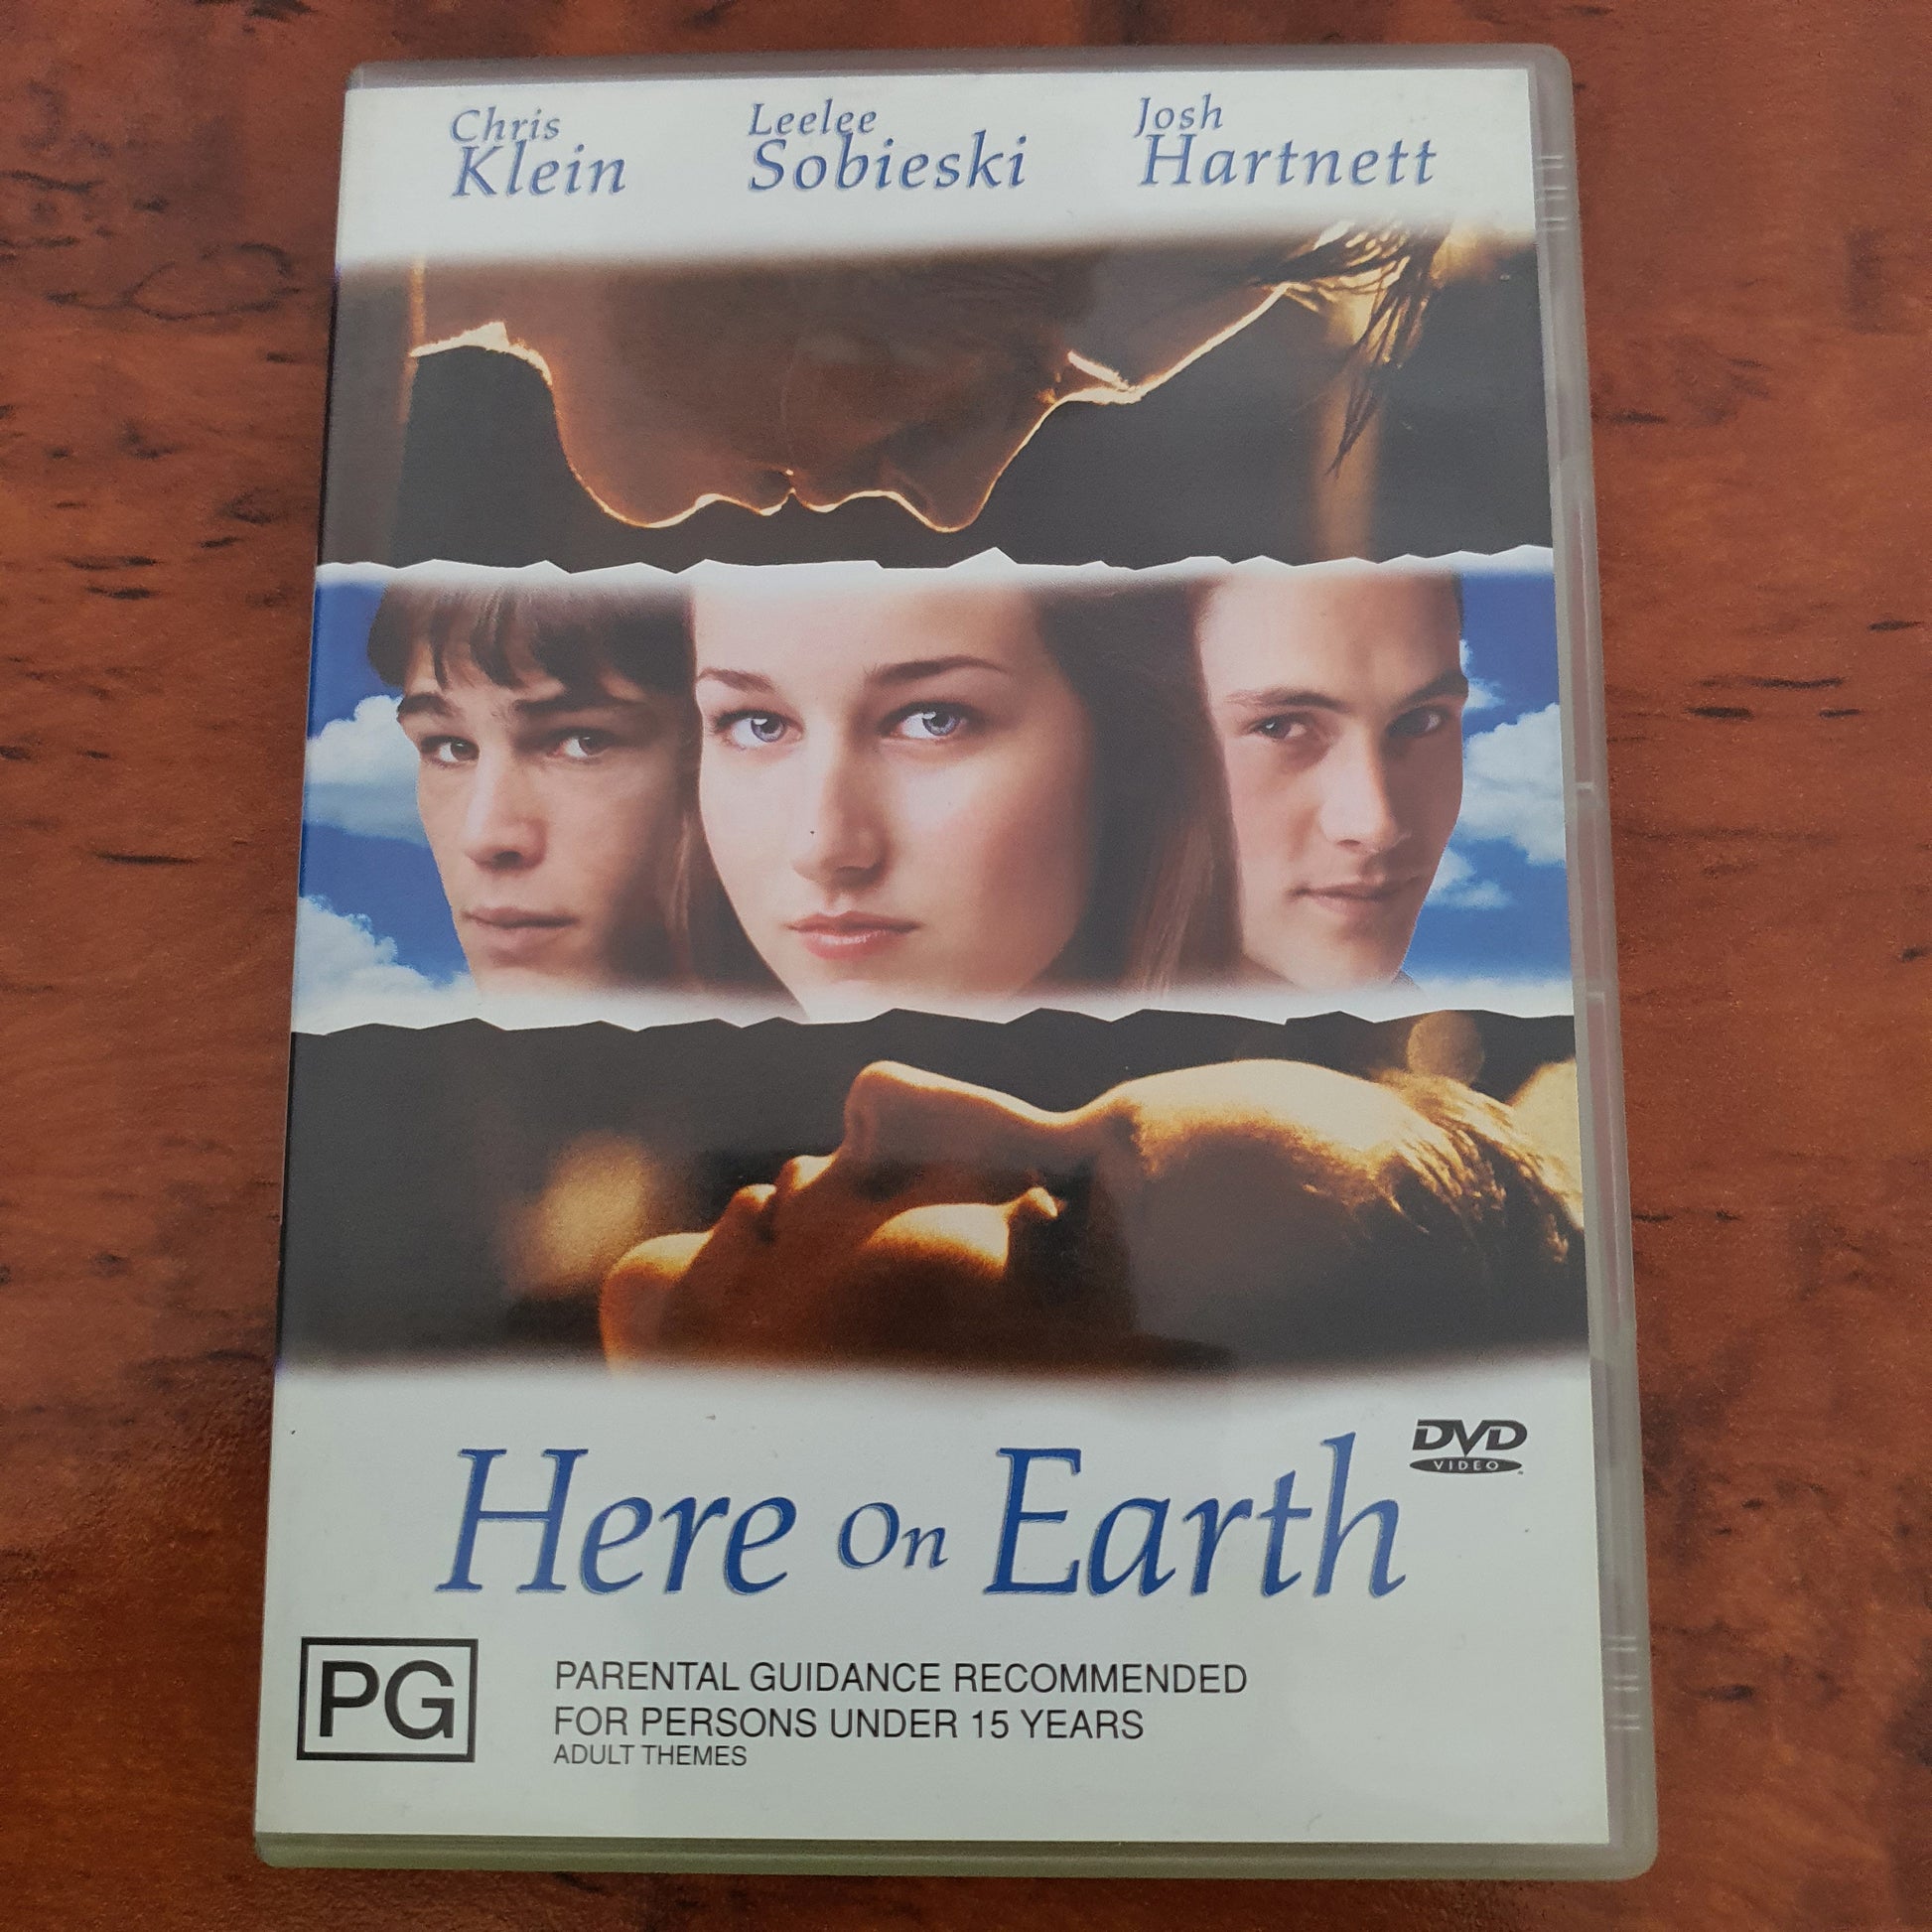 Chris
Klein
Leelee
Sobieski
Josh
Hartnett
DVD
VIDEO
Here On Earth
PG
PARENTAL GUIDANCE RECOMMENDED
FOR PERSONS UNDER 15 YEARS
ADULT THEMES